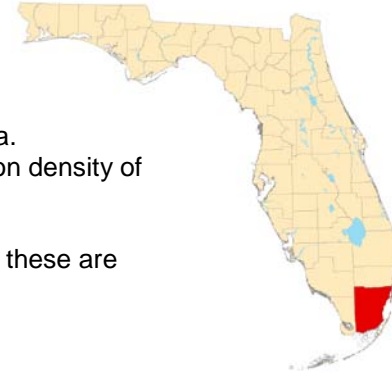 a.
on density of
these are